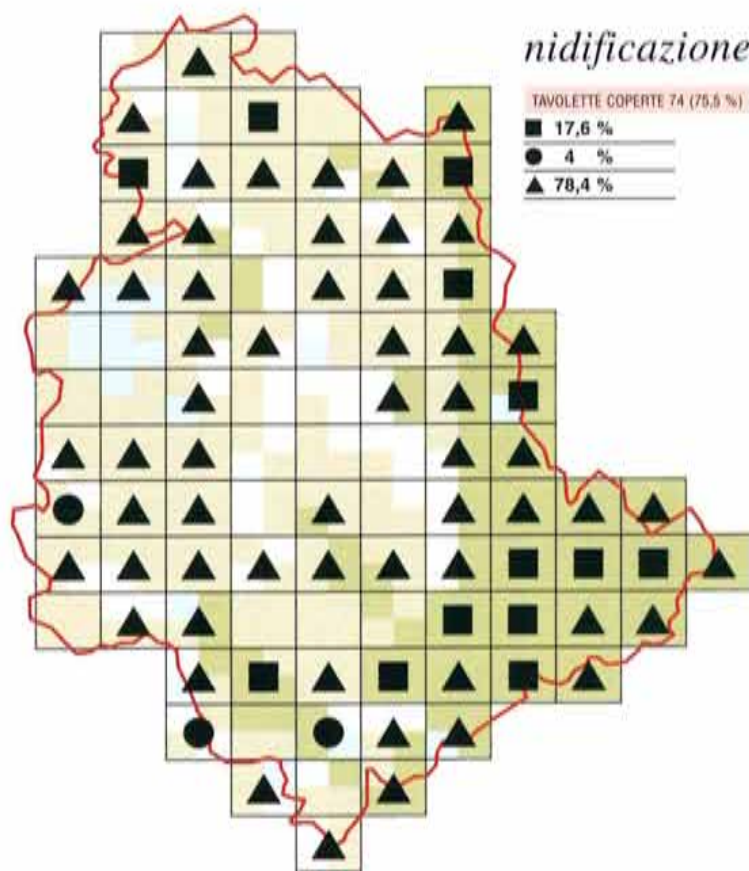 nidificazione
TAVOLETTE COPERTE 74 (75,5 %)
■ 17,6 %
● 4 %
▲ 78,4 %